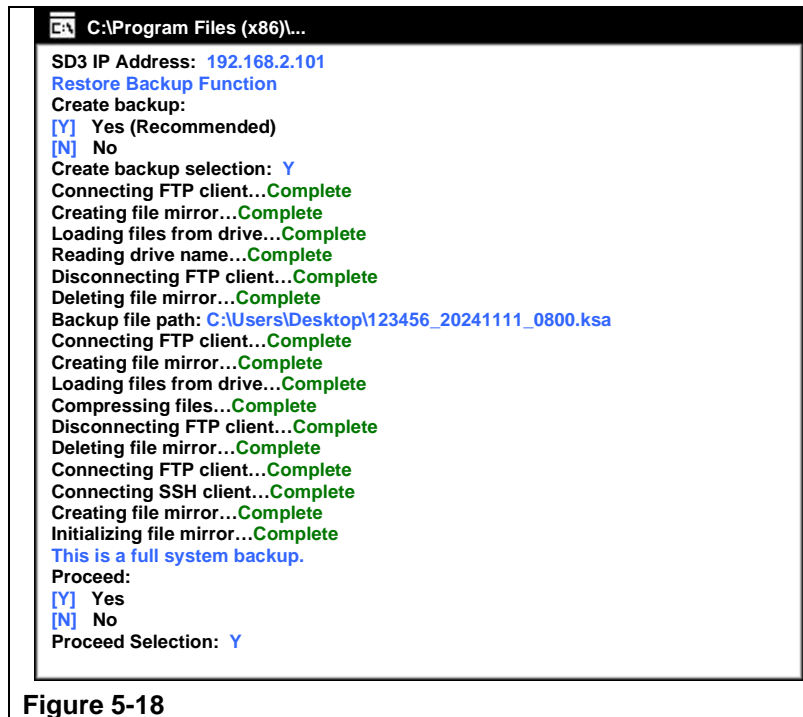 C:\Program Files (x86)\...
SD3 IP Address: 192.168.2.101
Restore Backup Function
Create backup:
[Y] Yes (Recommended)
[N] No
Create backup selection: Y
Connecting FTP client…Complete
Creating file mirror…Complete
Loading files from drive…Complete
Reading drive name…Complete
Disconnecting FTP client…Complete
Deleting file mirror…Complete
Backup file path: C:\Users\Desktop\123456_20241111_0800.ksa
Connecting FTP client…Complete
Creating file mirror…Complete
Loading files from drive…Complete
Compressing files…Complete
Disconnecting FTP client…Complete
Deleting file mirror…Complete
Connecting FTP client…Complete
Connecting SSH client…Complete
Creating file mirror…Complete
Initializing file mirror…Complete
This is a full system backup.
Proceed:
[Y] Yes
[N] No
Proceed Selection: Y
Figure 5-18